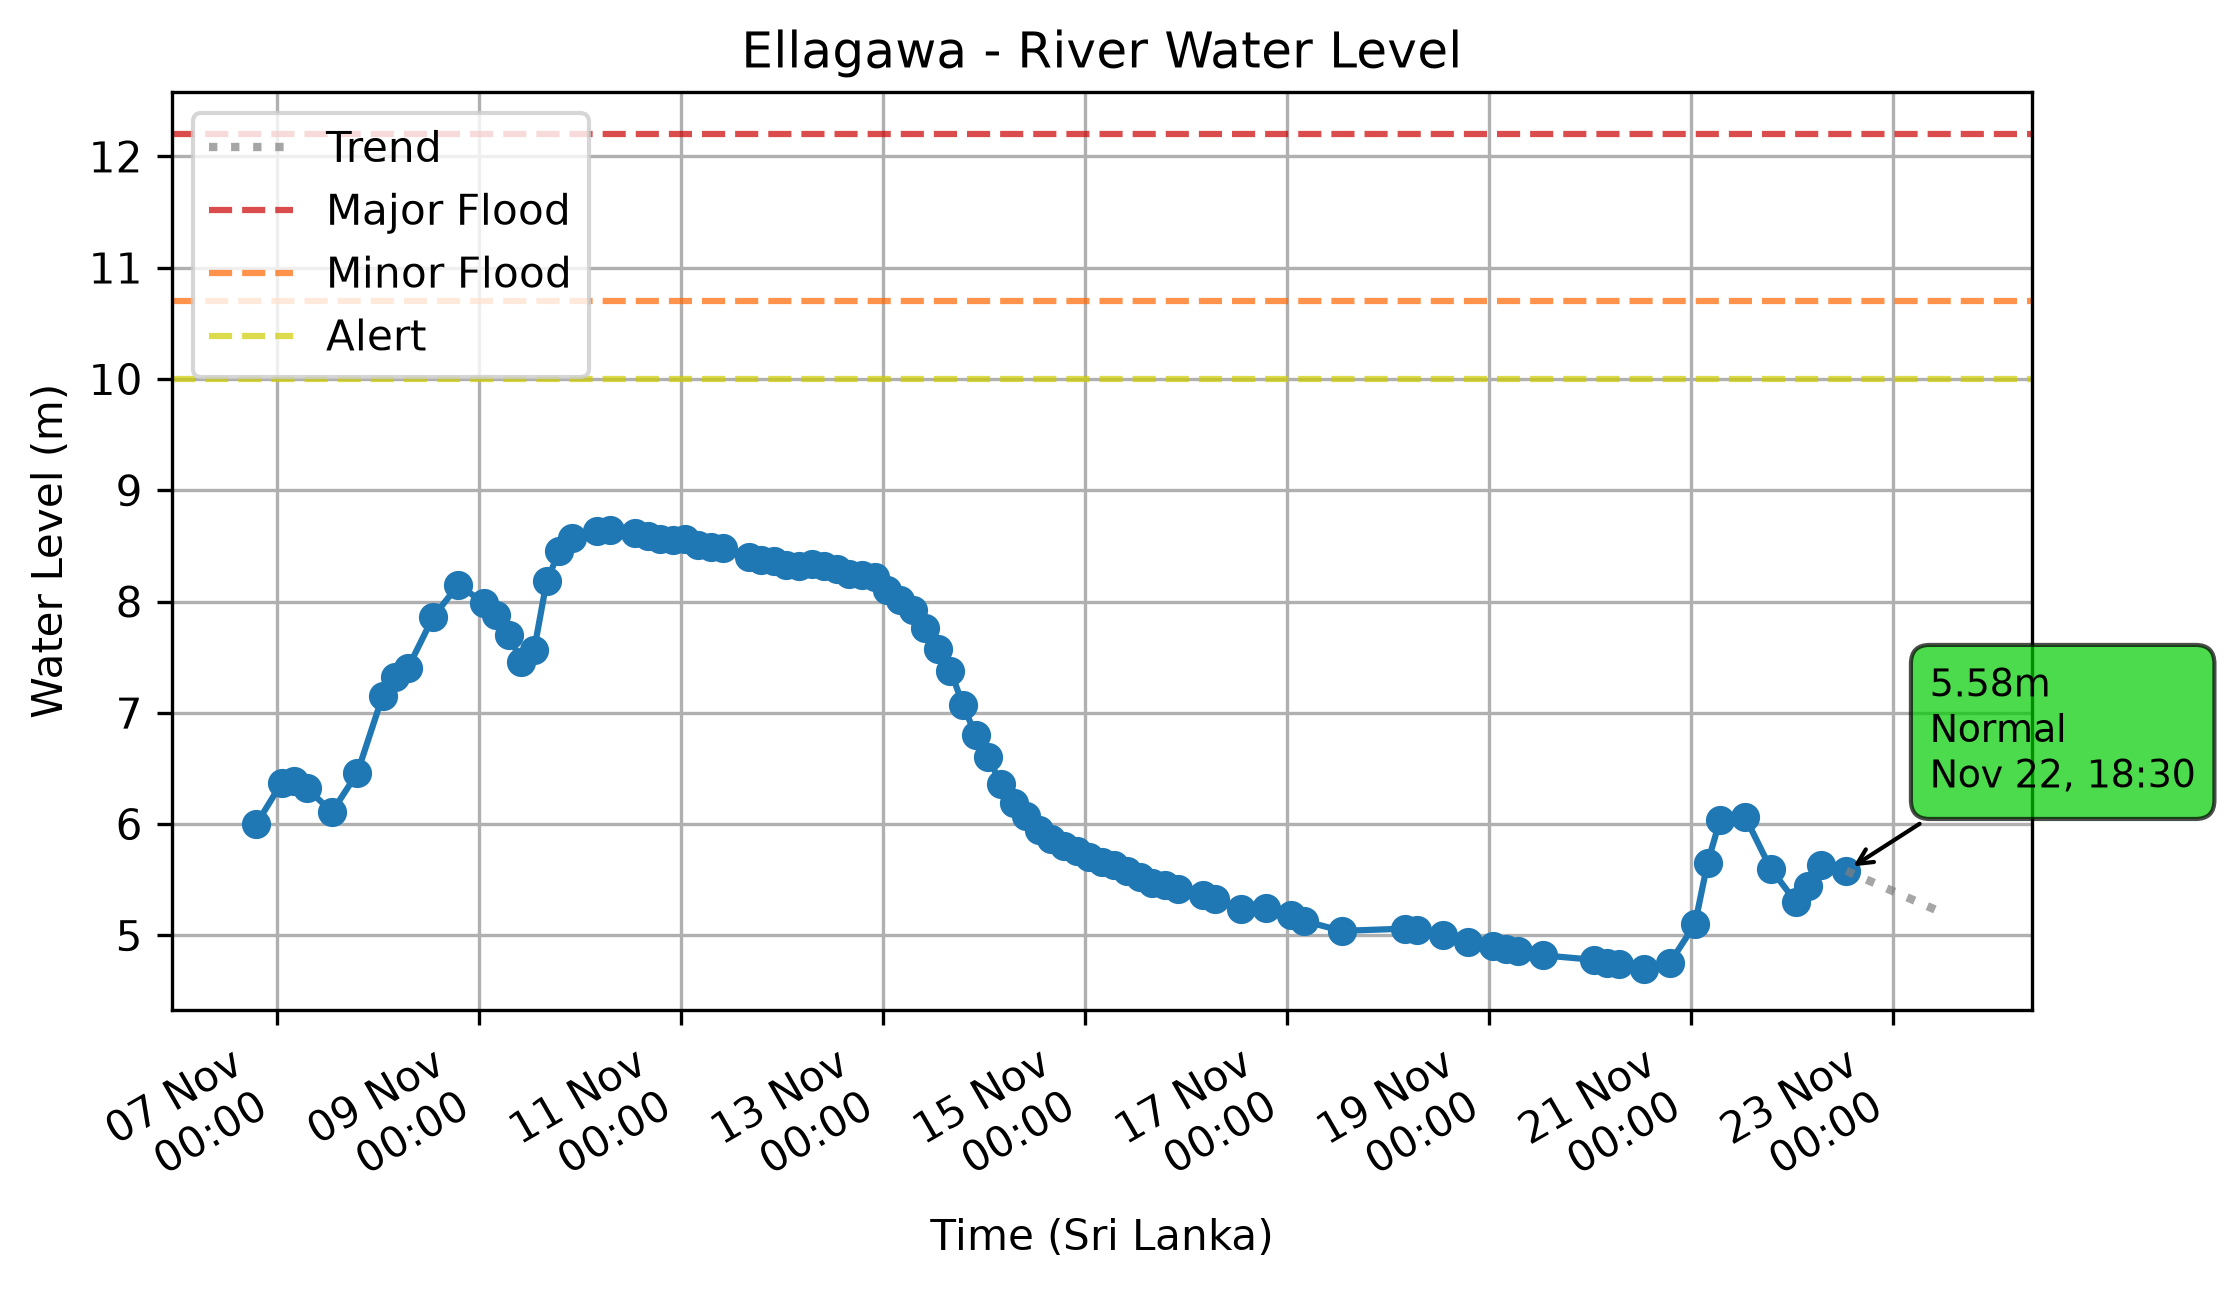 Ellagawa - River Water Level
Trend
Major Flood
Minor Flood
Alert
12
11
10
9
8
7
6
5
Water Level (m)
5.58m
Normal
Nov 22, 18:30
07 Nov
00:00
09 Nov
00:00
11 Nov
00:00
13 Nov
00:00
15 Nov
00:00
17 Nov
00:00
19 Nov
00:00
21 Nov
00:00
23 Nov
00:00
Time (Sri Lanka)